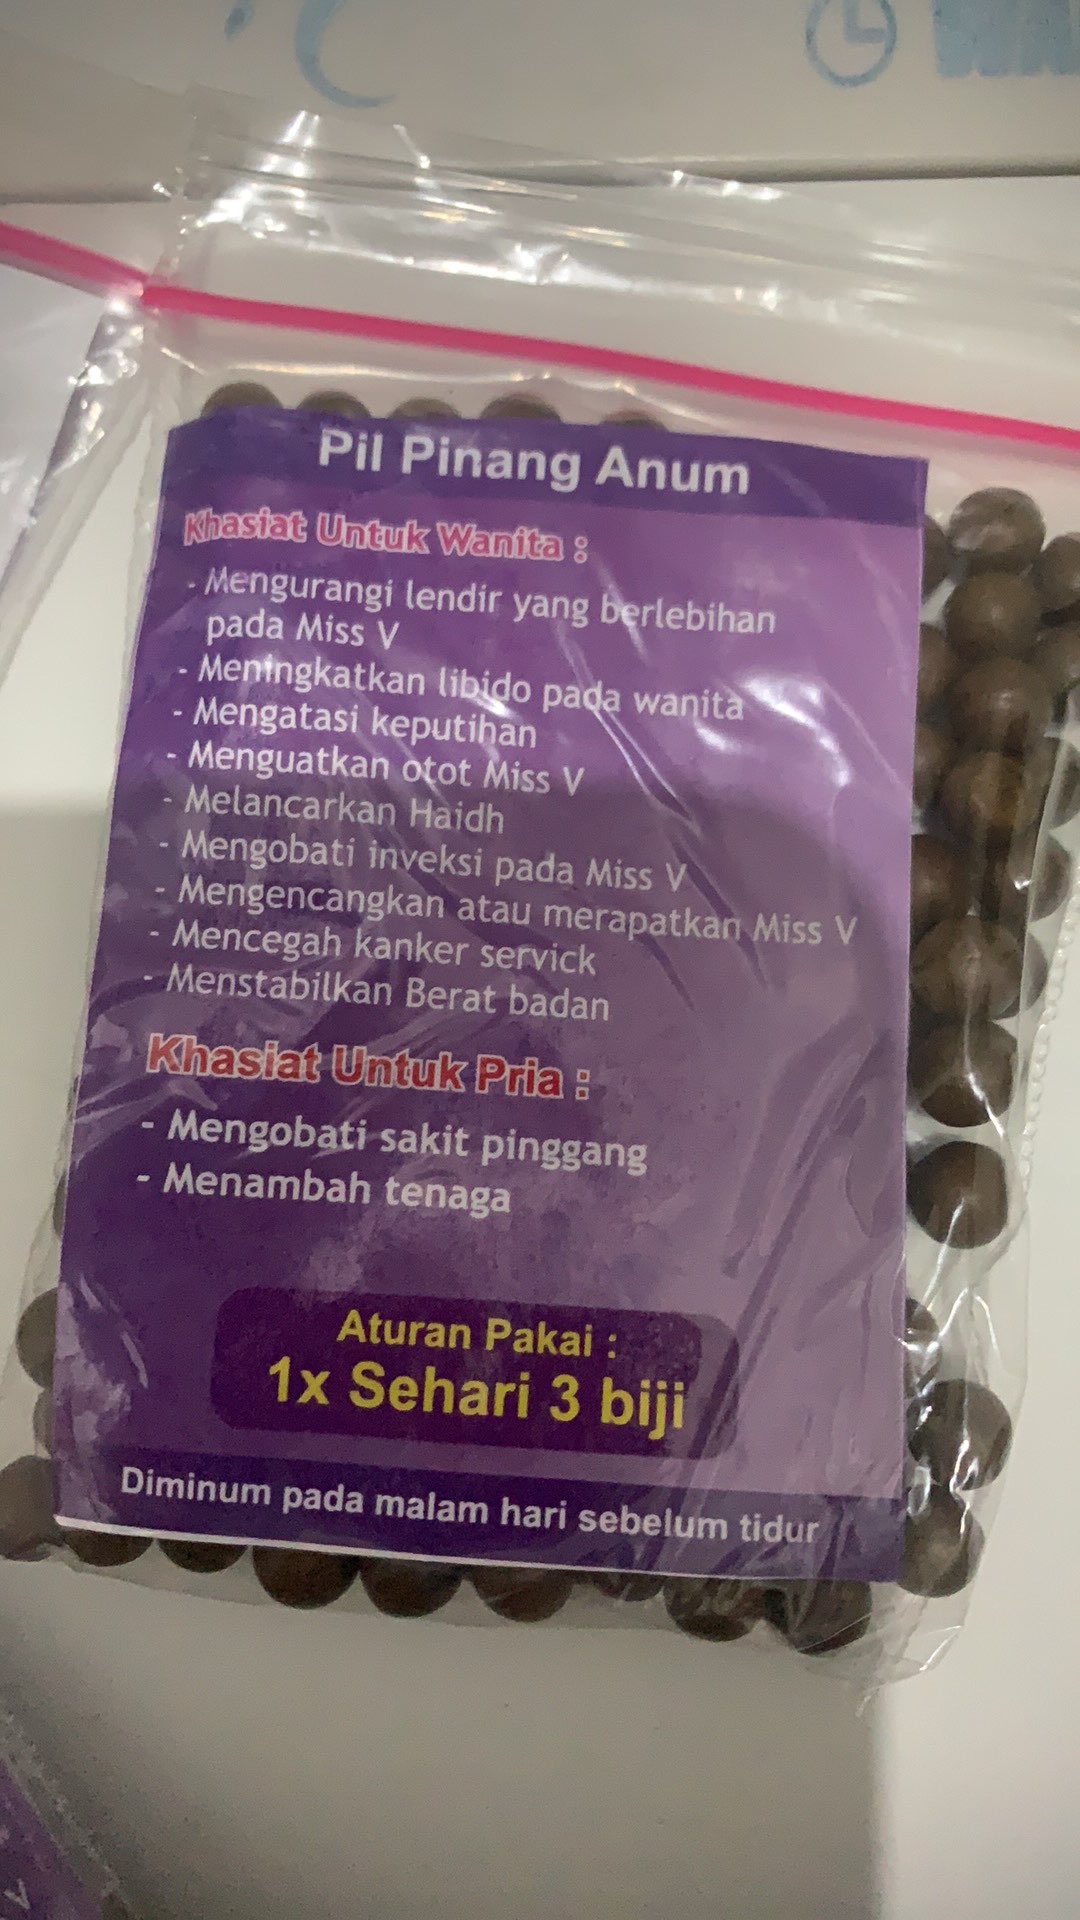 Pil Pinang Anum
Khasiat Untuk Wanita :
- Mengurangi lendir yang berlebihan
pada Miss V
- Meningkatkan libido pada wanita
- Mengatasi keputihan
- Menguatkan otot Miss V
- Melancarkan Haidh
- Mengobati inveksi pada Miss V
- Mengencangkan atau merapatkan Miss V
- Mencegah kanker servick
- Menstabilkan Berat badan
Khasiat Untuk Pria :
- Mengobati sakit pinggang
- Menambah tenaga
Aturan Pakai :
1x Sehari 3 biji
Diminum pada malam hari sebelum tidur
V